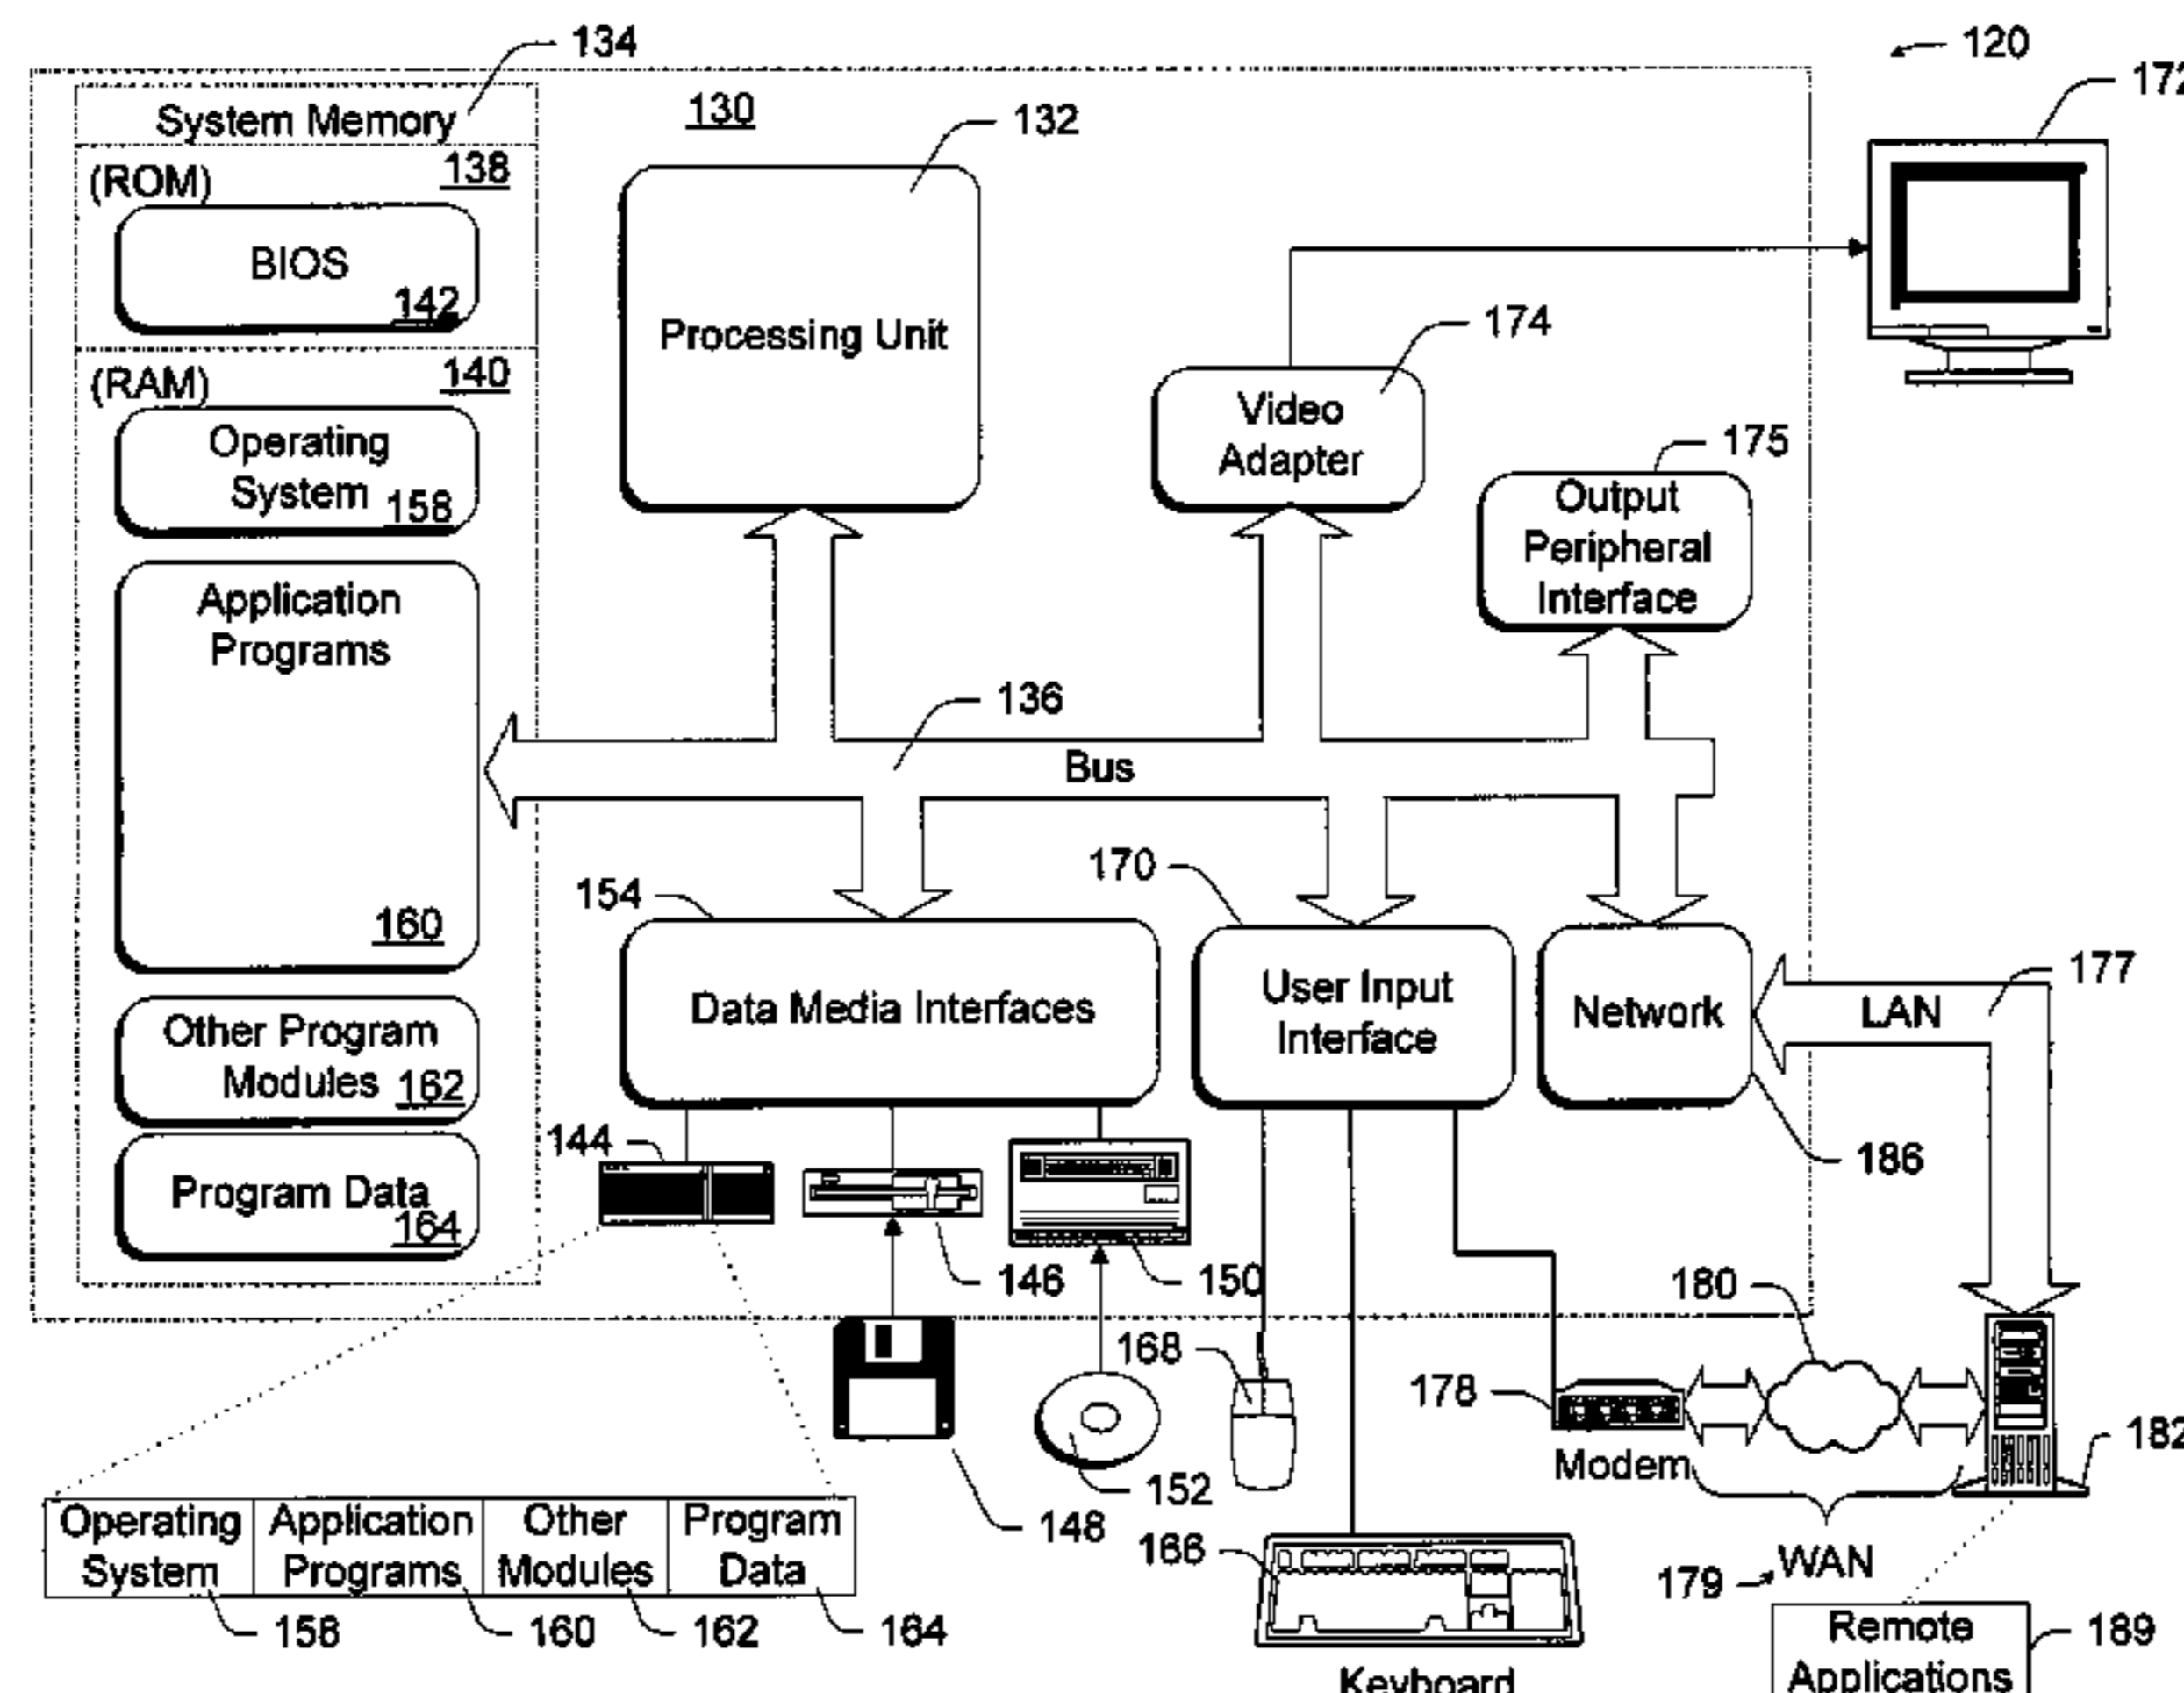 134
120
172
System Memory
130
132
(ROM)
138
BIOS
142
Processing Unit
174
(RAM)
140
Video
Adapter
Operating
System
158
175
Output
Peripheral
Interface
Application
Programs
160
136
Bus
170
154
Data Media Interfaces
User Input
Interface
Network
LAN
177
Other Program
Modules
162
144
186
Program Data
164
146
150
180
168
178
182
Modem
152
148
166
179
WAN
Operating
System
Application
Programs
Other
Modules
Program
Data
158
160
162
164
Remote
Applications
189
Keyboard